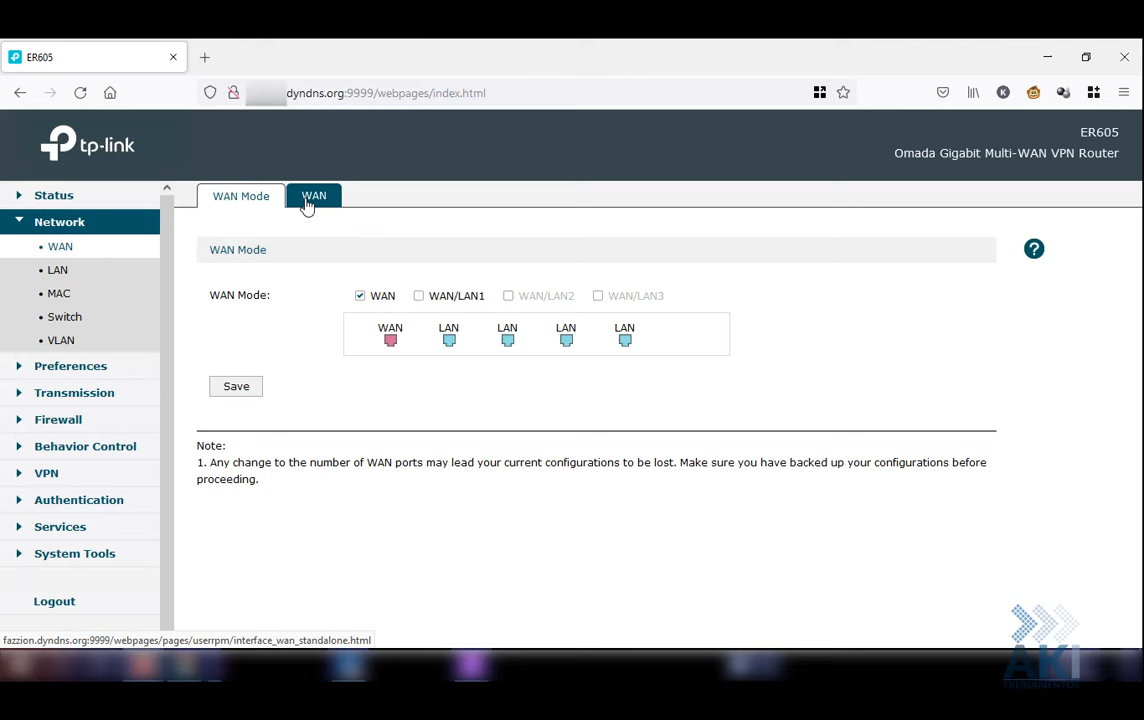 ER605
dyndns.org:9999/webpages/index.html
tp-link
ER605
Omada Gigabit Multi-WAN VPN Router
Status
Network
WAN
LAN
MAC
Switch
VLAN
Preferences
Transmission
Firewall
Behavior Control
VPN
Authentication
Services
System Tools
Logout
WAN Mode
WAN
WAN Mode
WAN Mode:
WAN WAN/LAN1 WAN/LAN2 WAN/LAN3
WAN LAN LAN LAN LAN
Save
Note:
1. Any change to the number of WAN ports may lead your current configurations to be lost. Make sure you have backed up your configurations before
proceeding.
fazzion.dyndns.org:9999/webpages/pages/userrpm/interface_wan_standalone.html
AKI
TREINAMENTOS